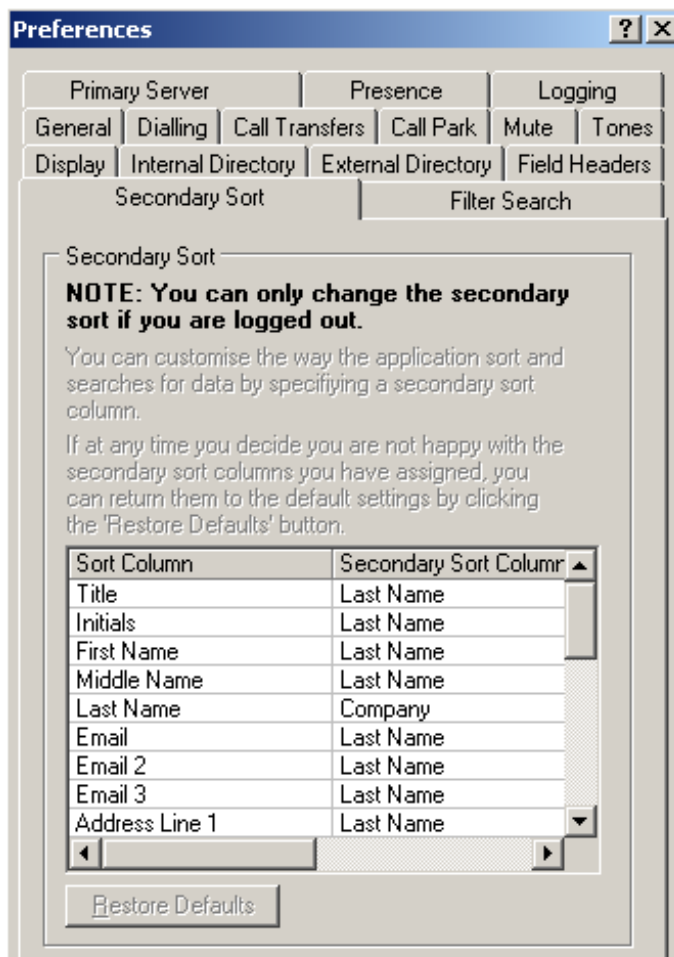 Preferences
Primary Server Presence Logging
General Dialling Call Transfers Call Park Mute Tones
Display Internal Directory External Directory Field Headers
Secondary Sort Filter Search
Secondary Sort
NOTE: You can only change the secondary
sort if you are logged out.
You can customise the way the application sort and
searches for data by specifiying a secondary sort
column.
If at any time you decide you are not happy with the
secondary sort columns you have assigned, you
can return them to the default settings by clicking
the 'Restore Defaults' button.
Sort Column Secondary Sort Column
Title Last Name
Initials Last Name
First Name Last Name
Middle Name Last Name
Last Name Company
Email Last Name
Email 2 Last Name
Email 3 Last Name
Address Line 1 Last Name
Restore Defaults